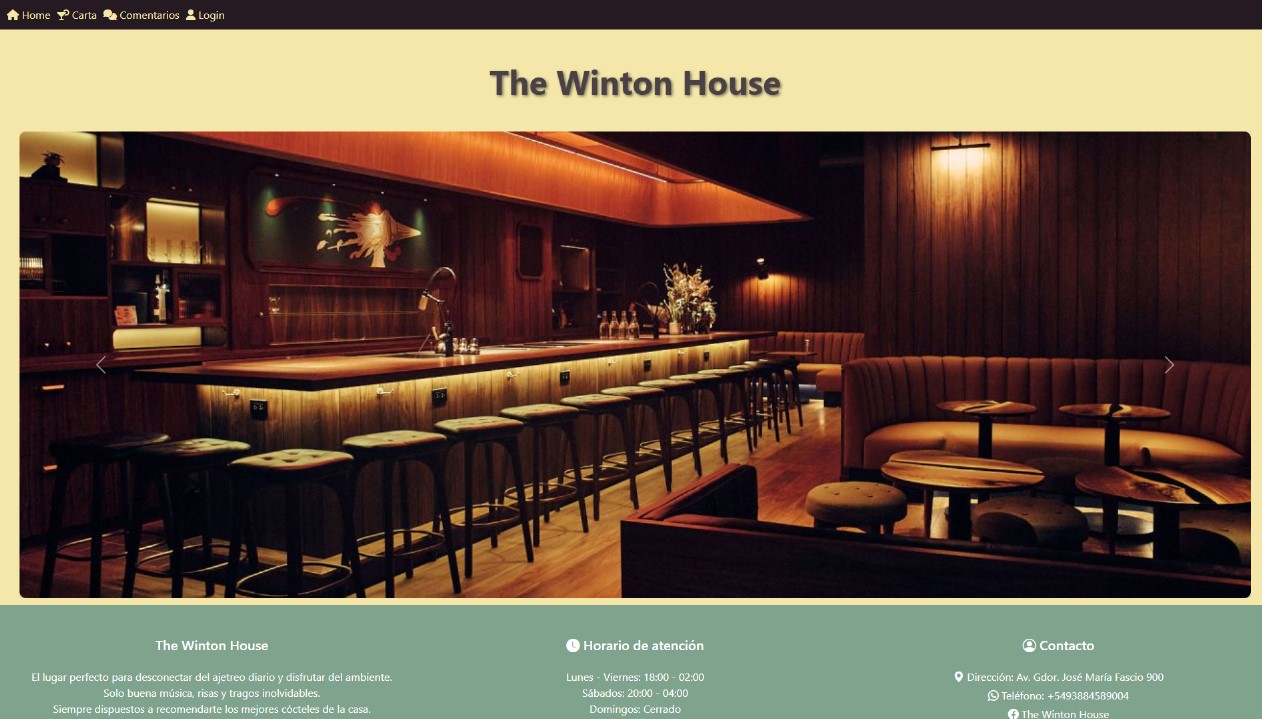 Home Carta Comentarios Login
The Winton House
The Winton House
El lugar perfecto para desconectar del ajetreo diario y disfrutar del ambiente.
Solo buena música, risas y tragos inolvidables.
Siempre dispuestos a recomendarte los mejores cócteles de la casa.
Horario de atención
Lunes - Viernes: 18:00 - 02:00
Sábados: 20:00 - 04:00
Domingos: Cerrado
Contacto
Dirección: Av. Gdor. José María Fascio 900
Teléfono: +5493884589004
The Winton House